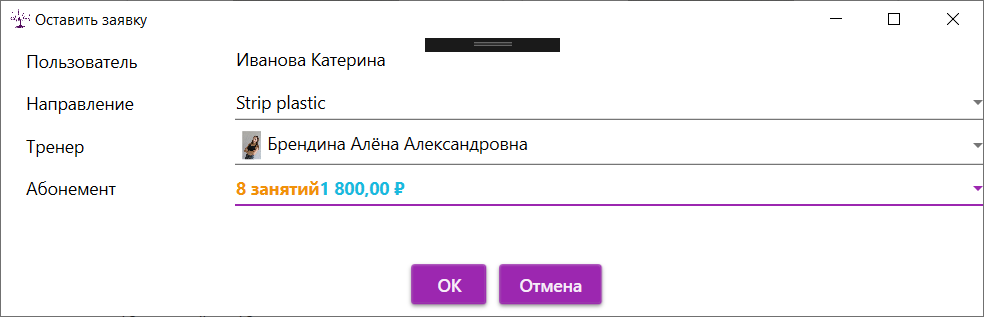 Оставить заявку
Пользователь Иванова Катерина
Направление Strip plastic
Тренер Брендина Алёна Александровна
Абонемент 8 занятий1 800,00 ₽
ОК Отмена